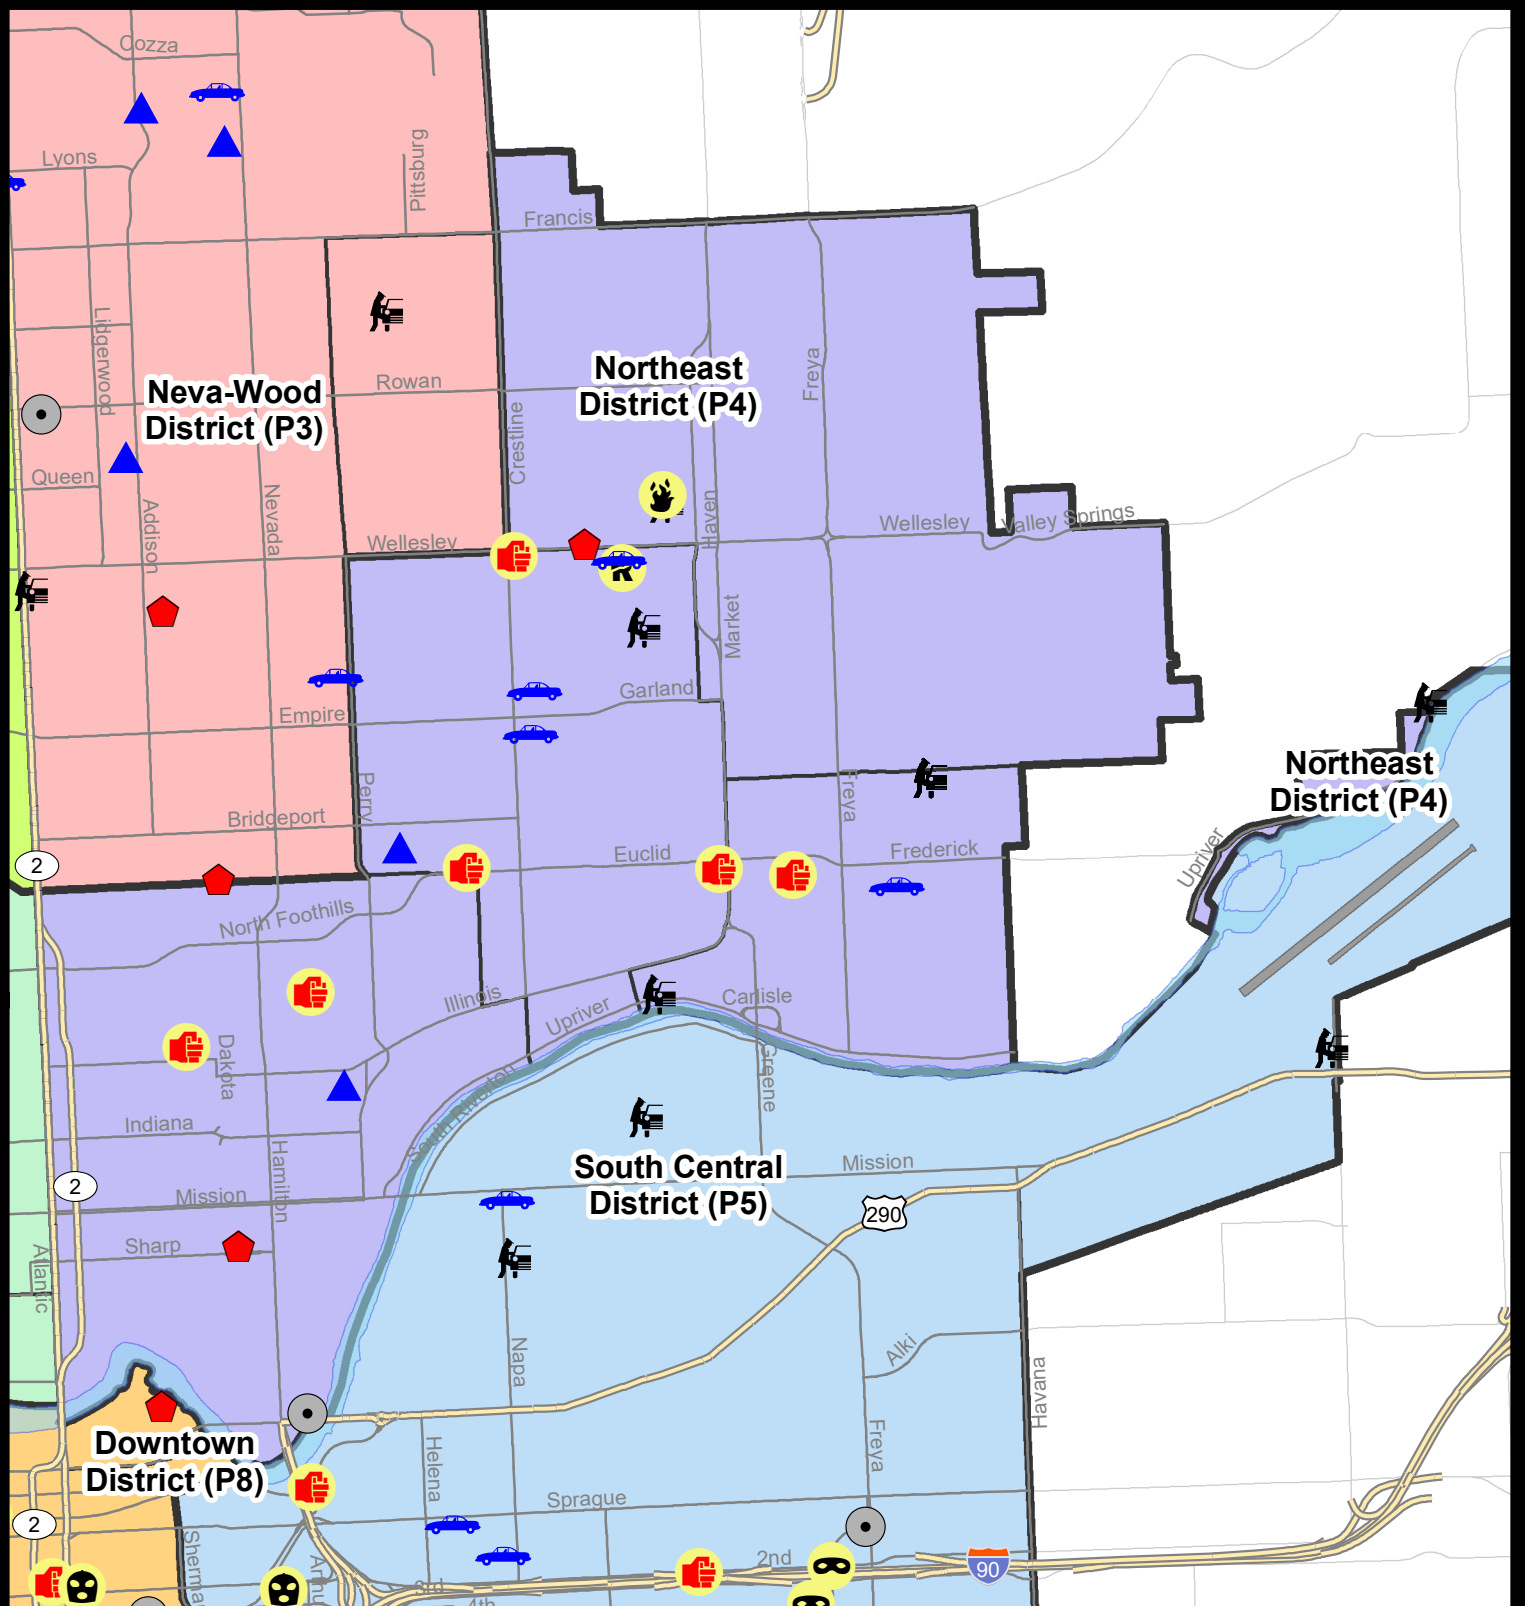 Cozza
Lyons
Pittsburg
Francis
Lidgerwood
Neva-Wood
District (P3)
Rowan
Northeast
District (P4)
Freya
Crestline
Queen
Addison
Nevada
Haven
Wellesley
Wellesley
Valley Springs
Market
Garland
Empire
Perry
Freya
Northeast
District (P4)
Bridgeport
Upriver
2
Euclid
Frederick
North Foothills
Illinois
Upriver
Carlisle
Dakota
Greene
South Riverton
Indiana
Hamilton
South Central
District (P5)
Mission
2
Mission
290
Sharp
Atlantic
Napa
Alki
Havana
Downtown
District (P8)
Helena
Freya
Sprague
2
Sherman
2nd
90
3rd
4th